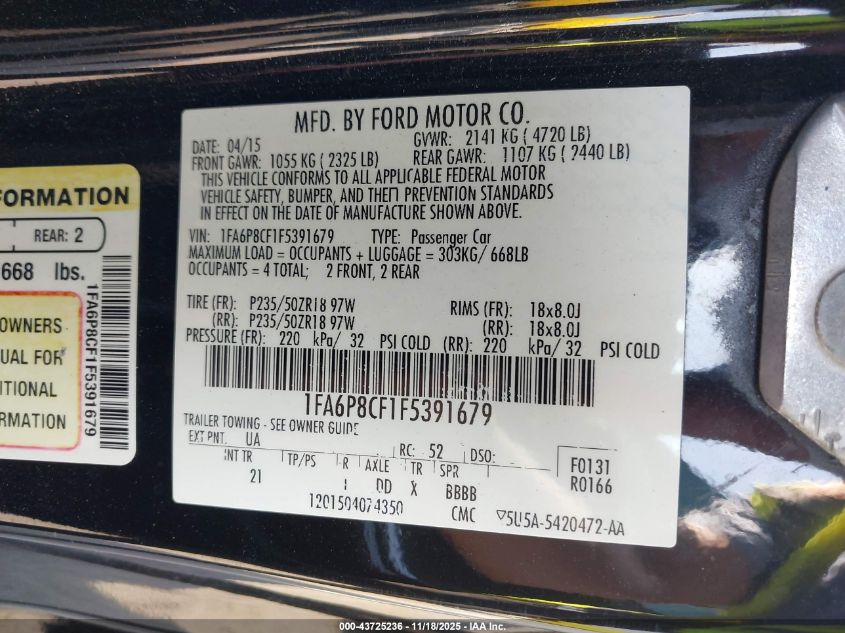 MFD. BY FORD MOTOR CO.
DATE: 04/15 GVWR: 2141 KG ( 4720 LB)
FRONT GAWR: 1055 KG ( 2325 LB) REAR GAWR: 1107 KG ( 2440 LB)
THIS VEHICLE CONFORMS TO ALL APPLICABLE FEDERAL MOTOR
VEHICLE SAFETY, BUMPER, AND THEFT PREVENTION STANDARDS
IN EFFECT ON THE DATE OF MANUFACTURE SHOWN ABOVE.
VIN: 1FA6P8CF1F5391679 TYPE: Passenger Car
MAXIMUM LOAD = OCCUPANTS + LUGGAGE = 303KG/ 668LB
OCCUPANTS = 4 TOTAL; 2 FRONT, 2 REAR
TIRE (FR): P235/50ZR18 97W RIMS (FR): 18x8.0J
(RR): P235/50ZR18 97W (RR): 18x8.0J
PRESSURE (FR): 220 kPa/ 32 PSI COLD (RR): 220 kPa/ 32 PSI COLD
1FA6P8CF1F5391679
TRAILER TOWING - SEE OWNER GUIDE
EXT PNT: UA RC: 52 DSO: F0131
INT TR TP/PS R AXLE TR SPR R0166
21 DD X BBBB
1201504074350 CMC ▽5U5A-5420472-AA
FORMATION
REAR: 2
668 lbs.
OWNERS
UAL FOR
ITIONAL
RMATION
1FA6P8CF1F5391679
000-43725236 - 11/18/2025 - IAA Inc.